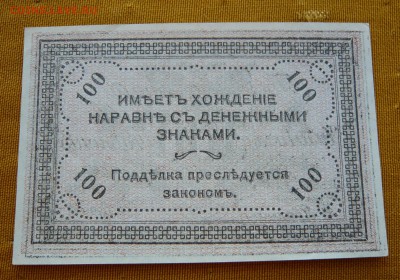 100 100
ИМѢЕТЪ ХОЖДЕНІЕ
НАРАВНѢ СЪ ДЕНЕЖНЫМИ
ЗНАКАМИ.
Поддѣлка преслѣдуется
закономъ.
100 100